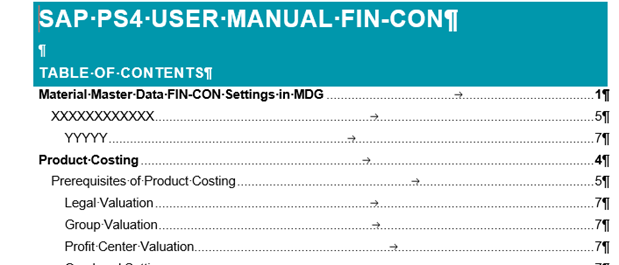 SAP PS4 USER MANUAL FIN-CON¶
¶
TABLE OF CONTENTS¶
Material Master Data FIN-CON Settings in MDG → 1¶
XXXXXXXXXXXX → 5¶
YYYYY → 7¶
Product Costing → 4¶
Prerequisites of Product Costing → 5¶
Legal Valuation → 7¶
Group Valuation → 7¶
Profit Center Valuation → 7¶